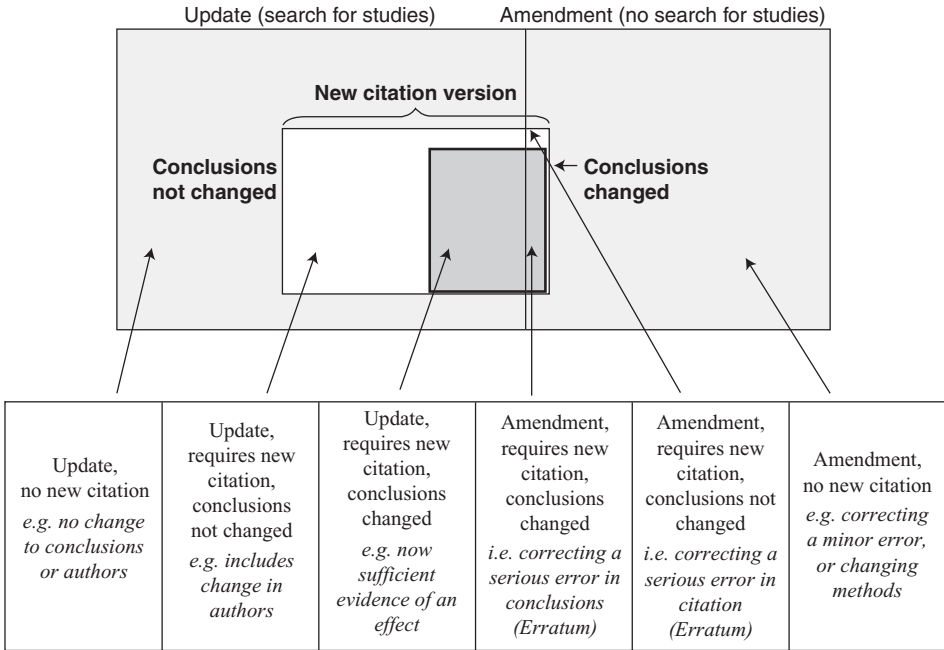 Update (search for studies)
Amendment (no search for studies)
New citation version
Conclusions
not changed
Conclusions
changed
Update,
no new citation
e.g. no change
to conclusions
or authors
Update,
requires new
citation,
conclusions
not changed
e.g. includes
change in
authors
Update,
requires new
citation,
conclusions
changed
e.g. now
sufficient
evidence of an
effect
Amendment,
requires new
citation,
conclusions
changed
i.e. correcting a
serious error in
conclusions
(Erratum)
Amendment,
requires new
citation,
conclusions not
changed
i.e. correcting a
serious error in
citation
(Erratum)
Amendment,
no new citation
e.g. correcting
a minor error,
or changing
methods